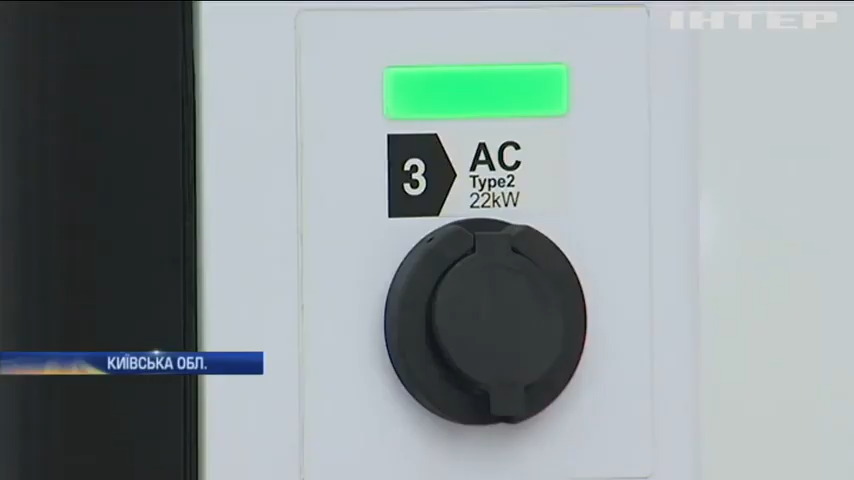 ІНТЕР
3
AC
Type2
22kW
КИЇВСЬКА ОБЛ.